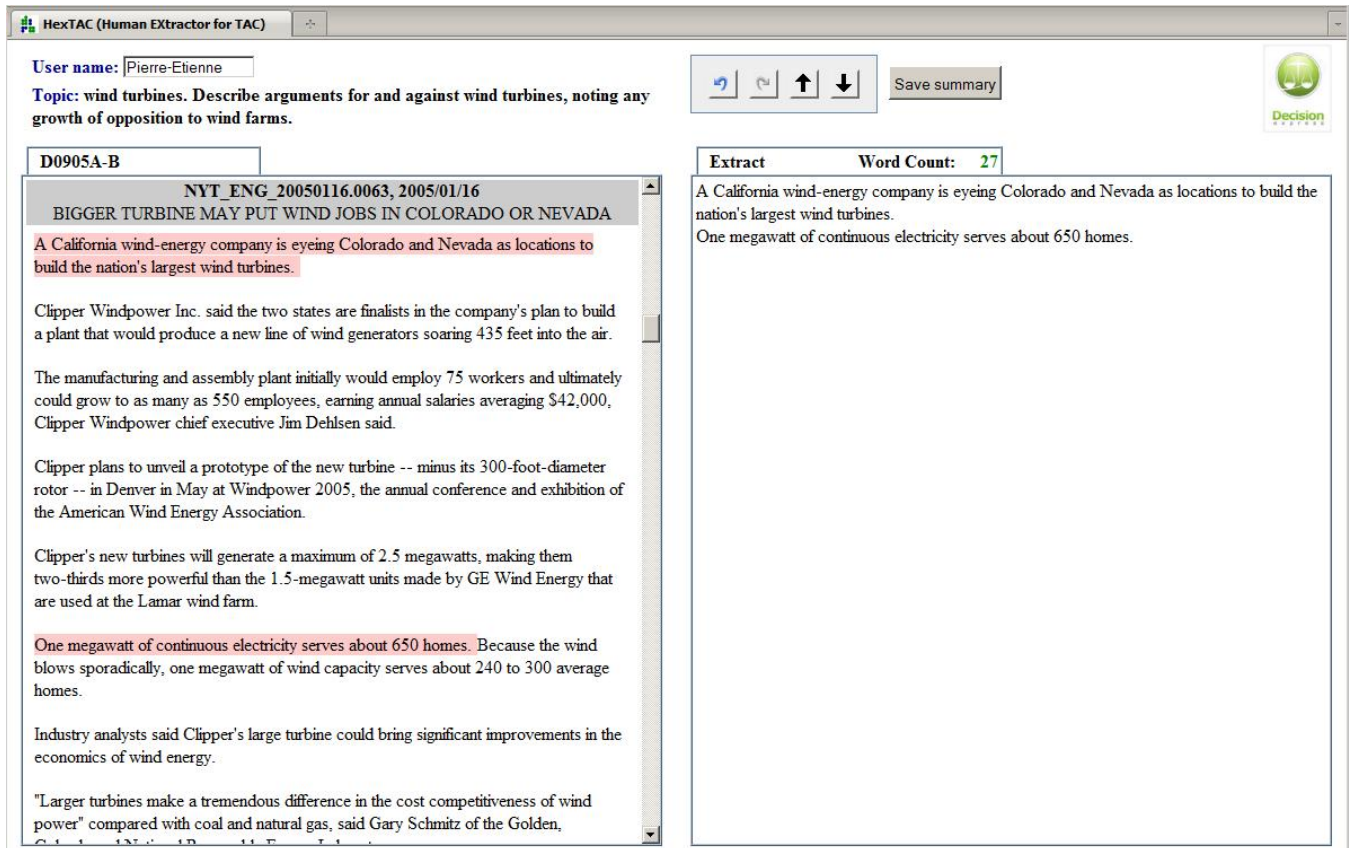 HexTAC (Human EXtractor for TAC)
User name: Pierre-Etienne
Topic: wind turbines. Describe arguments for and against wind turbines, noting any
growth of opposition to wind farms.
Save summary
Decision
express
D0905A-B
NYT_ENG_20050116.0063, 2005/01/16
BIGGER TURBINE MAY PUT WIND JOBS IN COLORADO OR NEVADA
A California wind-energy company is eyeing Colorado and Nevada as locations to
build the nation's largest wind turbines.
Clipper Windpower Inc. said the two states are finalists in the company's plan to build
a plant that would produce a new line of wind generators soaring 435 feet into the air.
The manufacturing and assembly plant initially would employ 75 workers and ultimately
could grow to as many as 550 employees, earning annual salaries averaging $42,000,
Clipper Windpower chief executive Jim Dehlsen said.
Clipper plans to unveil a prototype of the new turbine -- minus its 300-foot-diameter
rotor -- in Denver in May at Windpower 2005, the annual conference and exhibition of
the American Wind Energy Association.
Clipper's new turbines will generate a maximum of 2.5 megawatts, making them
two-thirds more powerful than the 1.5-megawatt units made by GE Wind Energy that
are used at the Lamar wind farm.
One megawatt of continuous electricity serves about 650 homes. Because the wind
blows sporadically, one megawatt of wind capacity serves about 240 to 300 average
homes.
Industry analysts said Clipper's large turbine could bring significant improvements in the
economics of wind energy.
"Larger turbines make a tremendous difference in the cost competitiveness of wind
power" compared with coal and natural gas, said Gary Schmitz of the Golden,
Extract Word Count: 27
A California wind-energy company is eyeing Colorado and Nevada as locations to build the
nation's largest wind turbines.
One megawatt of continuous electricity serves about 650 homes.